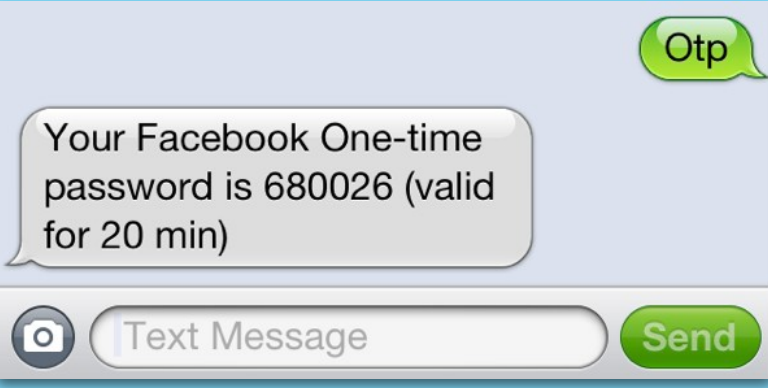 Otp
Your Facebook One-time
password is 680026 (valid
for 20 min)
Text Message
Send